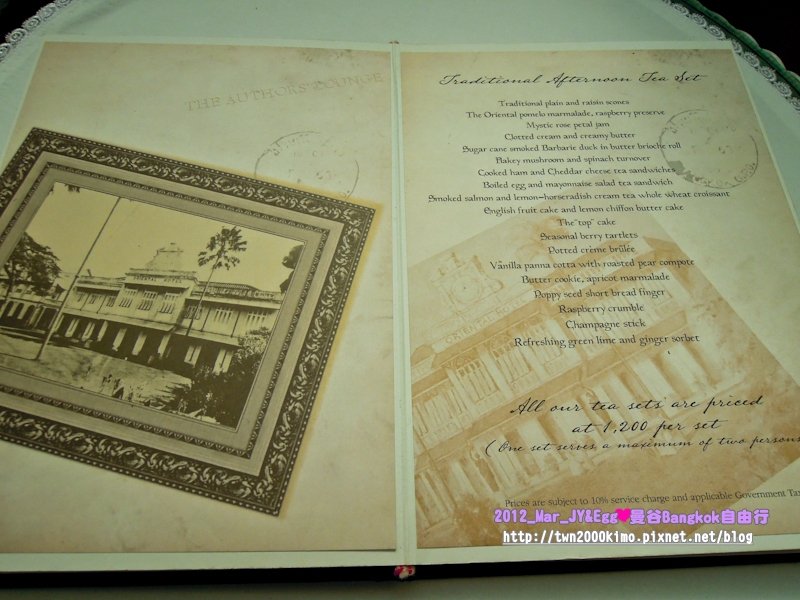 THE AUTHORS' LOUNGE
Traditional Afternoon Tea Set
Traditional plain and raisin scones
The Oriental pomelo marmalade, raspberry preserve
Mystic rose petal jam
Clotted cream and creamy butter
Sugar cane smoked Barbarie duck in butter brioche roll
Flakey mushroom and spinach turnover
Cooked ham and Cheddar cheese tea sandwiches
Boiled egg and mayonnaise salad tea sandwich
Smoked salmon and lemon-horseradish cream tea whole wheat croissant
English fruit cake and lemon chiffon butter cake
The "top" cake
Seasonal berry tartlets
Potted crème brûlée
Vanilla panna cotta with roasted pear compote
Butter cookie, apricot marmalade
Poppy seed short bread finger
Raspberry crumble
Champagne stick
Refreshing green lime and ginger sorbet
All our tea sets are priced
at 1,200 per set
(One set serves a maximum of two persons
Prices are subject to 10% service charge and applicable Government Tax
2012_Mar_JY&Egg♥曼谷Bangkok自由行
http://twn2000kimo.pixnet.net/blog